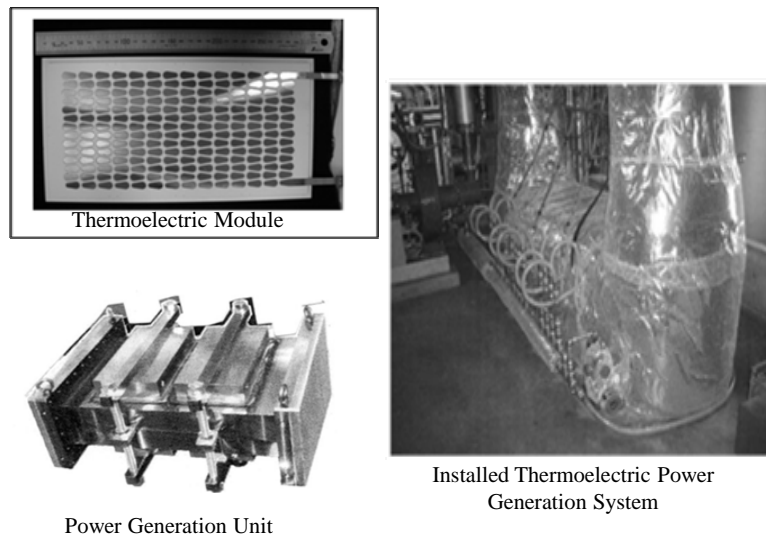 Thermoelectric Module
Installed Thermoelectric Power
Generation System
Power Generation Unit